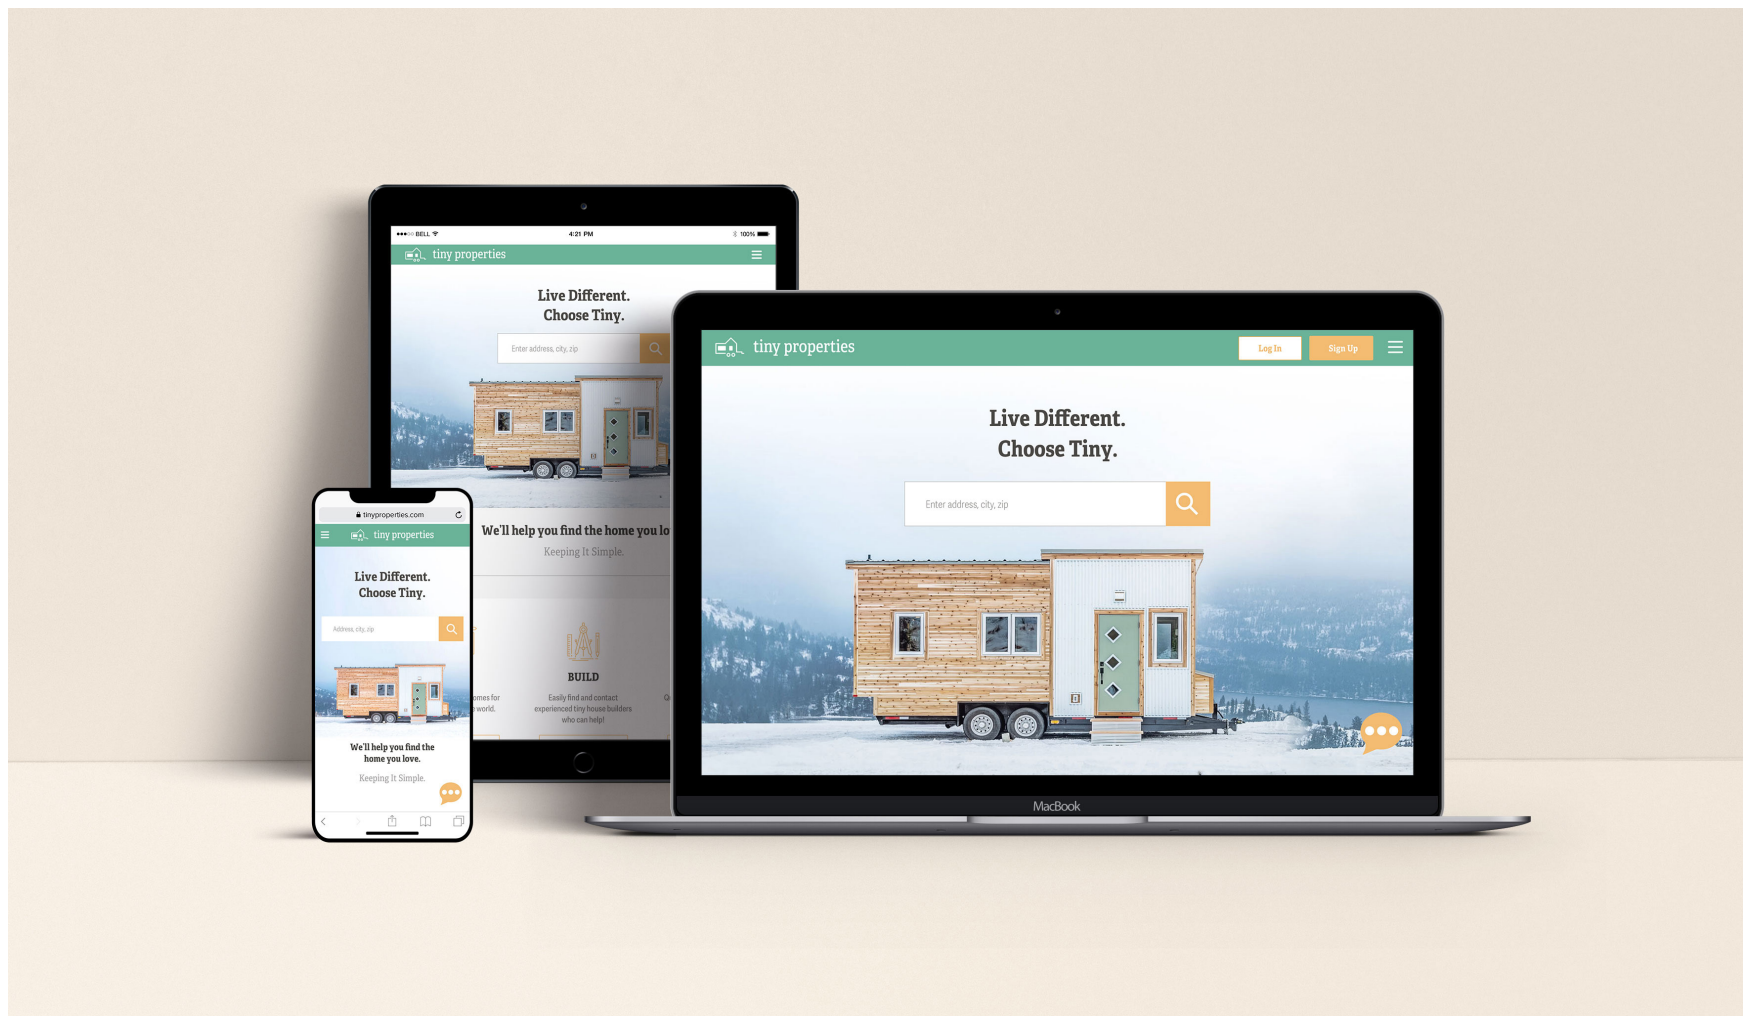 BELL
4:21 PM
100%
tiny properties
Live Different.
Choose Tiny.
Enter address, city, zip
We'll help you find the home you lo
Keeping It Simple.
omes for
world.
BUILD
Easily find and contact
experienced tiny house builders
who can help!
tinyproperties.com
tiny properties
Live Different.
Choose Tiny.
Address, city, zip
We'll help you find the
home you love.
Keeping It Simple.
tiny properties
Log In
Sign Up
Live Different.
Choose Tiny.
Enter address, city, zip
MacBook